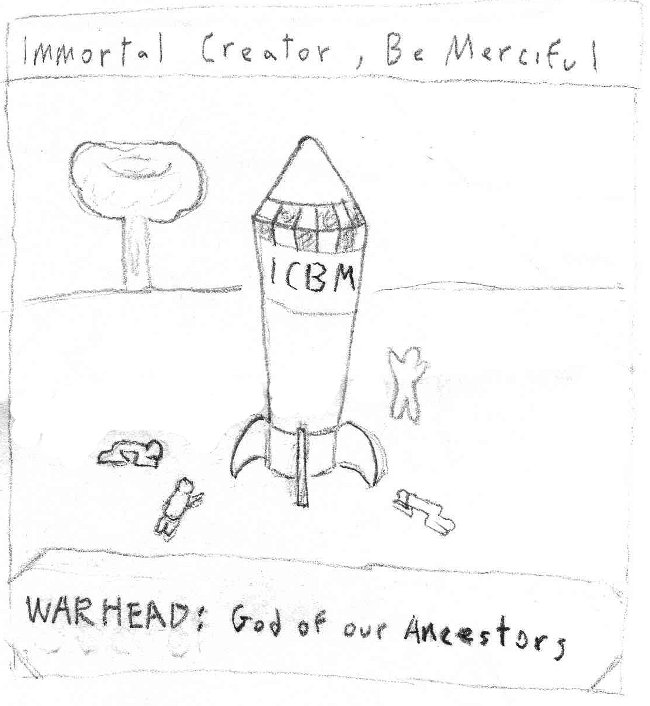 Immortal Creator, Be Merciful
ICBM
WARHEAD: God of our Ancestors